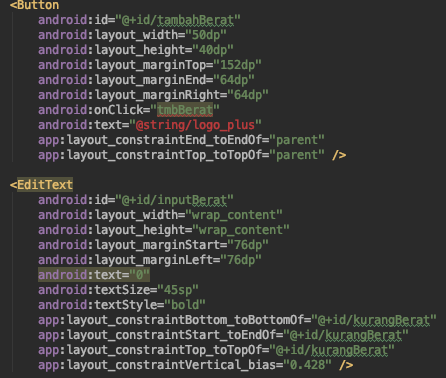 <Button
android:id="@+id/tambahBerat"
android:layout_width="50dp"
android:layout_height="40dp"
android:layout_marginTop="152dp"
android:layout_marginEnd="64dp"
android:layout_marginRight="64dp"
android:onClick="tmbBerat"
android:text="@string/logo_plus"
app:layout_constraintEnd_toEndOf="parent"
app:layout_constraintTop_toTopOf="parent" />
<EditText
android:id="@+id/inputBerat"
android:layout_width="wrap_content"
android:layout_height="wrap_content"
android:layout_marginStart="76dp"
android:layout_marginLeft="76dp"
android:text="0"
android:textSize="45sp"
android:textStyle="bold"
app:layout_constraintBottom_toBottomOf="@+id/kurangBerat"
app:layout_constraintStart_toEndOf="@+id/kurangBerat"
app:layout_constraintTop_toTopOf="@+id/kurangBerat"
app:layout_constraintVertical_bias="0.428" />